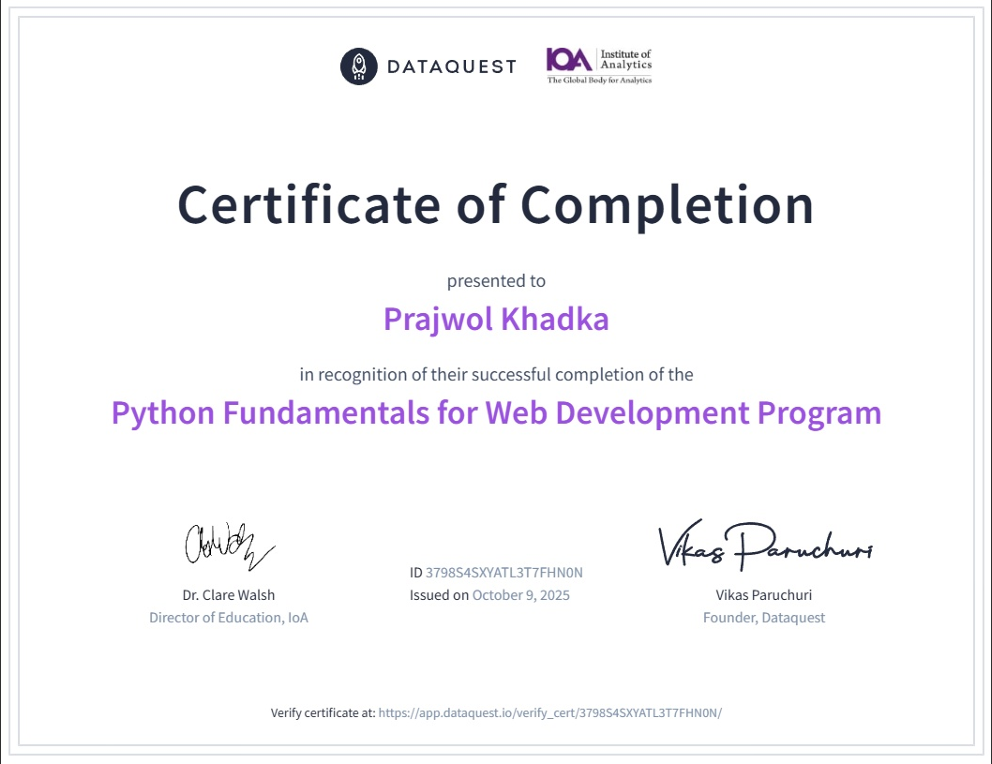 DATAQUEST
IOA Institute of Analytics
The Global Body for Analytics
Certificate of Completion
presented to
Prajwol Khadka
in recognition of their successful completion of the
Python Fundamentals for Web Development Program
Vikas Paruchuri
ID 3798S4SXYATL3T7FHN0N
Issued on October 9, 2025
Dr. Clare Walsh
Director of Education, IoA
Vikas Paruchuri
Founder, Dataquest
Verify certificate at: https://app.dataquest.io/verify_cert/3798S4SXYATL3T7FHN0N/